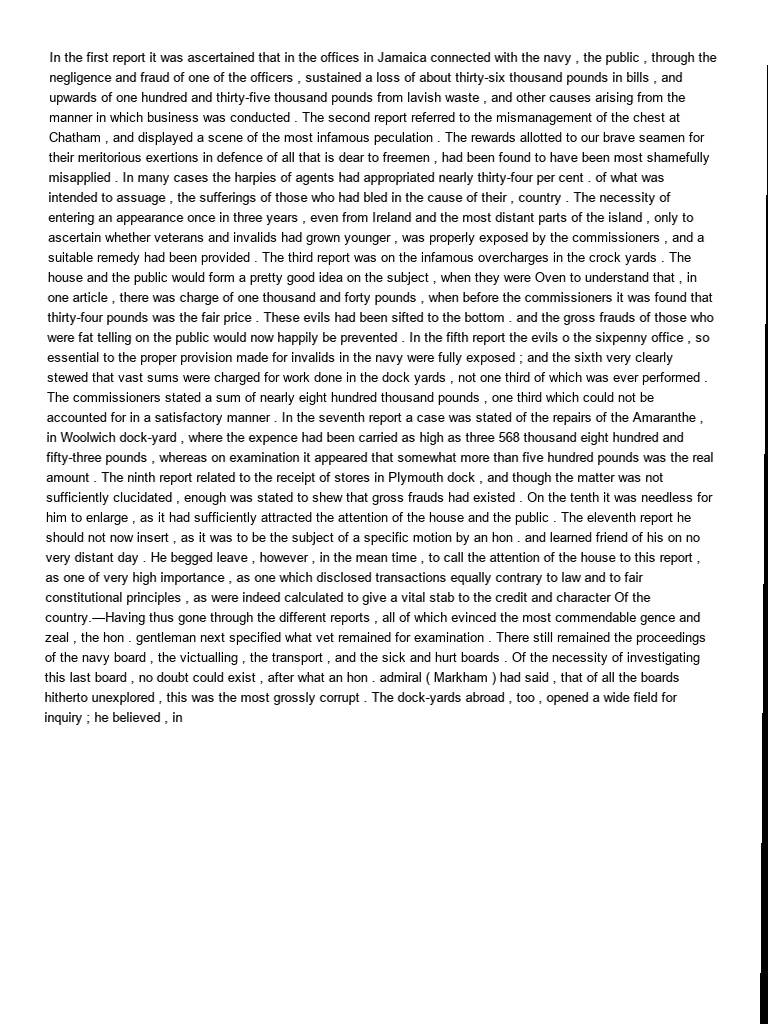 In the first report it was ascertained that in the offices in Jamaica connected with the navy , the public , through the
negligence and fraud of one of the officers , sustained a loss of about thirty-six thousand pounds in bills , and
upwards of one hundred and thirty-five thousand pounds from lavish waste , and other causes arising from the
manner in which business was conducted . The second report referred to the mismanagement of the chest at
Chatham , and displayed a scene of the most infamous peculation . The rewards allotted to our brave seamen for
their meritorious exertions in defence of all that is dear to freemen , had been found to have been most shamefully
misapplied . In many cases the harpies of agents had appropriated nearly thirty-four per cent . of what was
intended to assuage , the sufferings of those who had bled in the cause of their , country . The necessity of
entering an appearance once in three years , even from Ireland and the most distant parts of the island , only to
ascertain whether veterans and invalids had grown younger , was properly exposed by the commissioners , and a
suitable remedy had been provided . The third report was on the infamous overcharges in the crock yards . The
house and the public would form a pretty good idea on the subject , when they were Oven to understand that , in
one article , there was charge of one thousand and forty pounds , when before the commissioners it was found that
thirty-four pounds was the fair price . These evils had been sifted to the bottom . and the gross frauds of those who
were fat telling on the public would now happily be prevented . In the fifth report the evils o the sixpenny office , so
essential to the proper provision made for invalids in the navy were fully exposed ; and the sixth very clearly
stewed that vast sums were charged for work done in the dock yards , not one third of which was ever performed .
The commissioners stated a sum of nearly eight hundred thousand pounds , one third which could not be
accounted for in a satisfactory manner . In the seventh report a case was stated of the repairs of the Amaranthe ,
in Woolwich dock-yard , where the expence had been carried as high as three 568 thousand eight hundred and
fifty-three pounds , whereas on examination it appeared that somewhat more than five hundred pounds was the real
amount . The ninth report related to the receipt of stores in Plymouth dock , and though the matter was not
sufficiently clucidated , enough was stated to shew that gross frauds had existed . On the tenth it was needless for
him to enlarge , as it had sufficiently attracted the attention of the house and the public . The eleventh report he
should not now insert , as it was to be the subject of a specific motion by an hon . and learned friend of his on no
very distant day . He begged leave , however , in the mean time , to call the attention of the house to this report ,
as one of very high importance , as one which disclosed transactions equally contrary to law and to fair
constitutional principles , as were indeed calculated to give a vital stab to the credit and character Of the
country.—Having thus gone through the different reports , all of which evinced the most commendable gence and
zeal , the hon . gentleman next specified what vet remained for examination . There still remained the proceedings
of the navy board , the victualling , the transport , and the sick and hurt boards . Of the necessity of investigating
this last board , no doubt could exist , after what an hon . admiral ( Markham ) had said , that of all the boards
hitherto unexplored , this was the most grossly corrupt . The dock-yards abroad , too , opened a wide field for
inquiry ; he believed , in